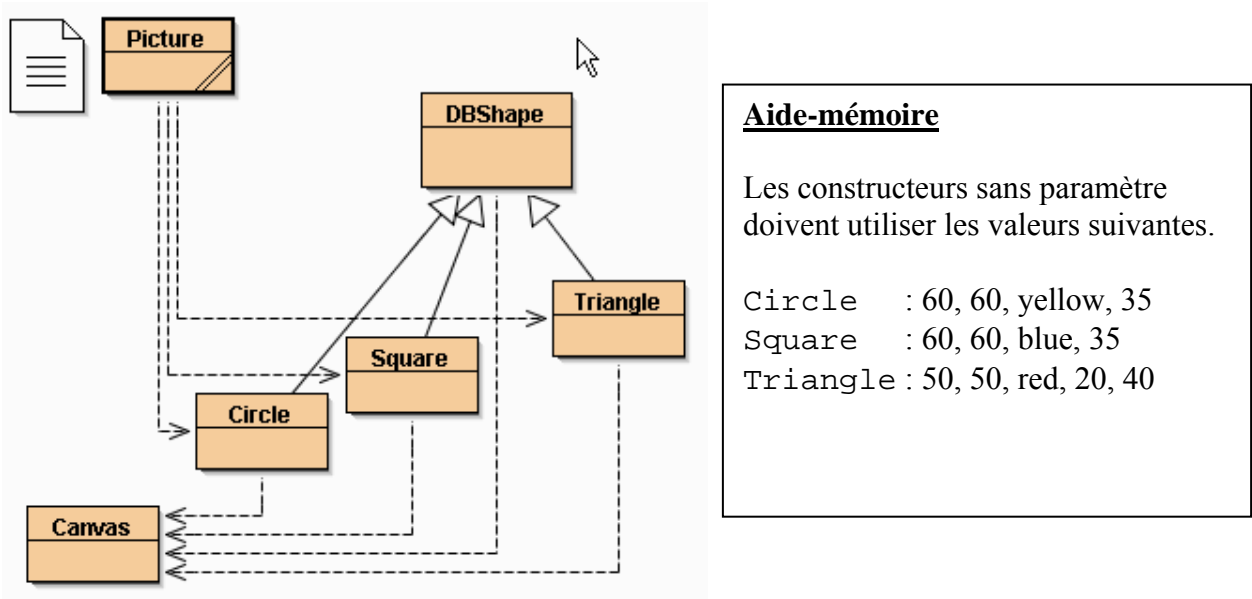 Picture
DBShape
Triangle
Square
Circle
Canvas
Aide-mémoire
Les constructeurs sans paramètre
doivent utiliser les valeurs suivantes.
Circle : 60, 60, yellow, 35
Square : 60, 60, blue, 35
Triangle : 50, 50, red, 20, 40